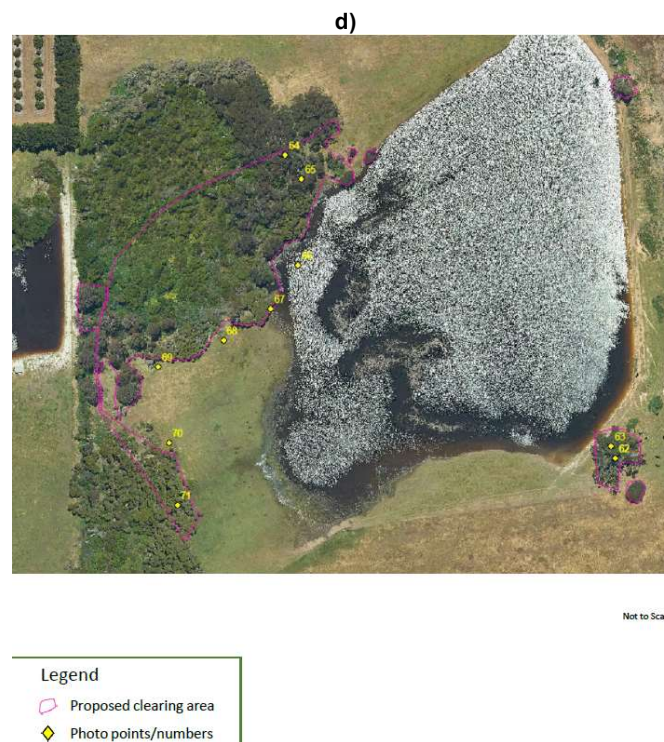 d)
64
65
66
67
68
69
70
71
63
62
Not to Sca
Legend
Proposed clearing area
Photo points/numbers